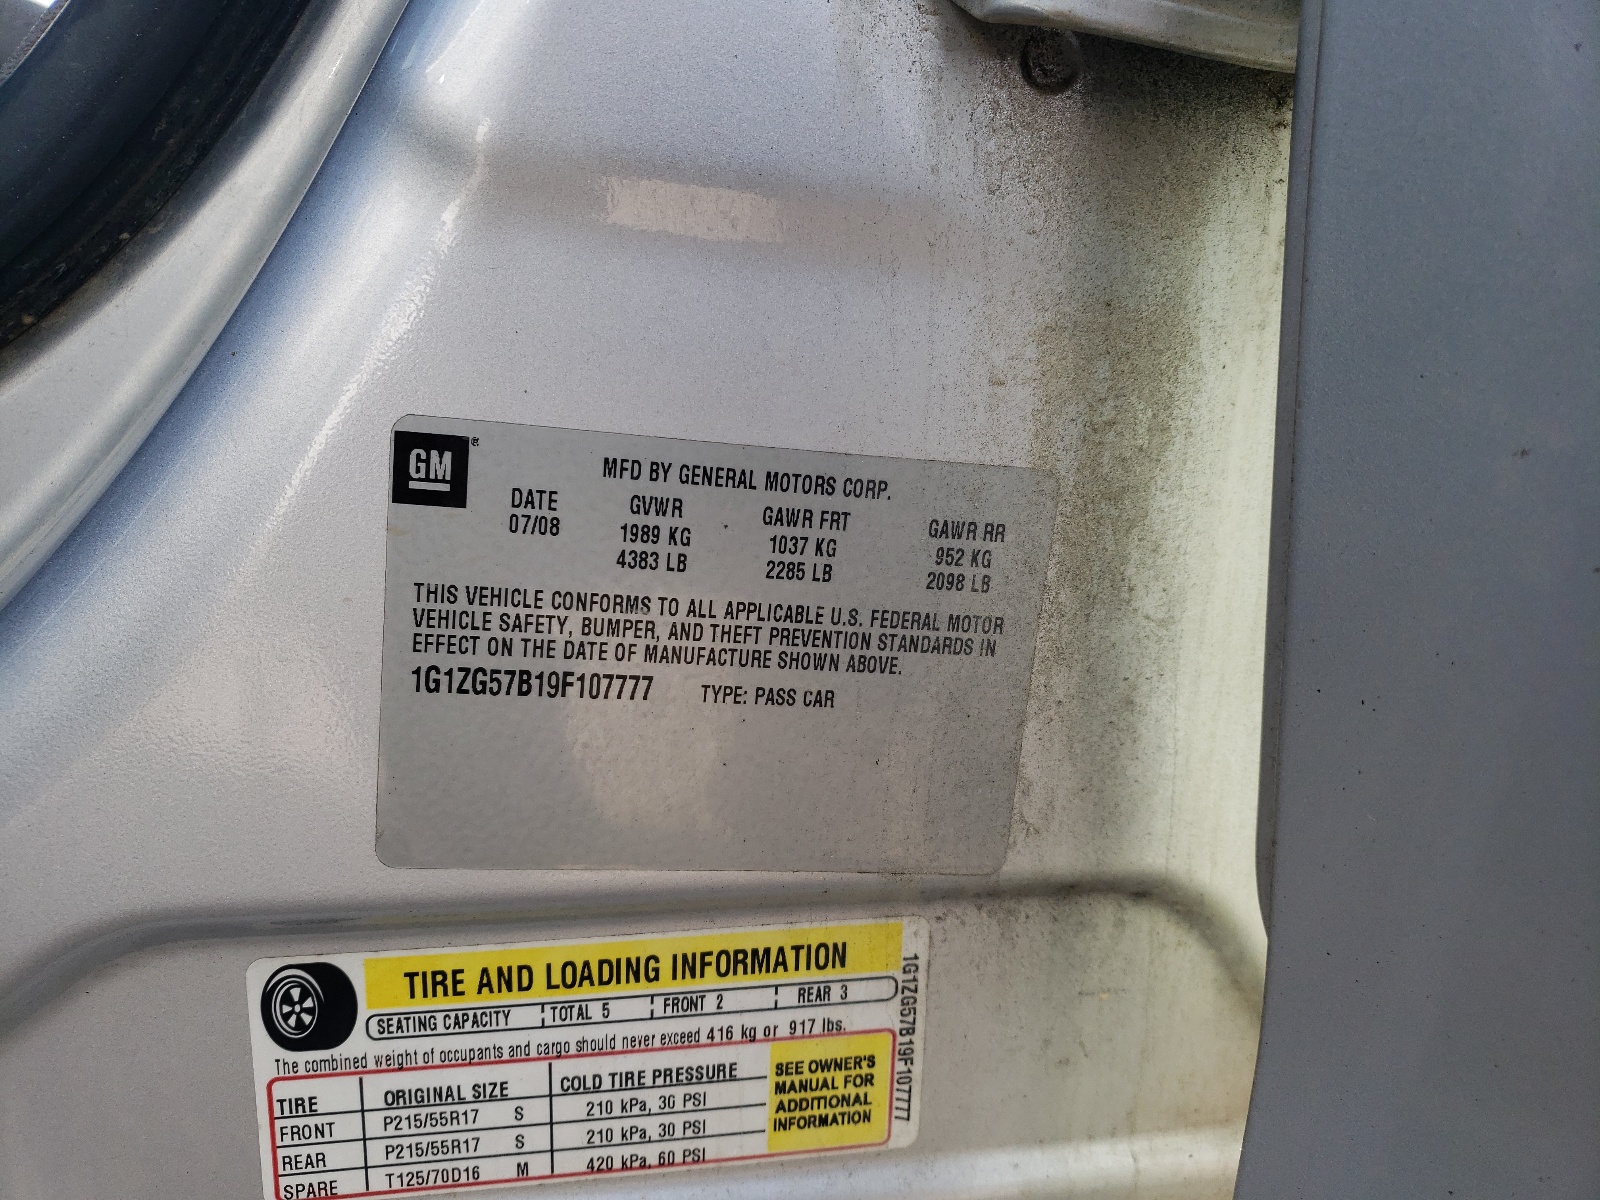 GM ®
MFD BY GENERAL MOTORS CORP.
DATE GVWR GAWR FRT GAWR RR
07/08 1989 KG 1037 KG 952 KG
4383 LB 2285 LB 2098 LB
THIS VEHICLE CONFORMS TO ALL APPLICABLE U.S. FEDERAL MOTOR
VEHICLE SAFETY, BUMPER, AND THEFT PREVENTION STANDARDS IN
EFFECT ON THE DATE OF MANUFACTURE SHOWN ABOVE.
1G1ZG57B19F107777 TYPE: PASS CAR
TIRE AND LOADING INFORMATION
SEATING CAPACITY TOTAL 5 FRONT 2 REAR 3
The combined weight of occupants and cargo should never exceed 416 kg or 917 lbs.
TIRE ORIGINAL SIZE COLD TIRE PRESSURE
FRONT P215/55R17 S 210 kPa, 30 PSI
REAR P215/55R17 S 210 kPa, 30 PSI
SPARE T125/70D16 M 420 kPa, 60 PSI
SEE OWNER'S
MANUAL FOR
ADDITIONAL
INFORMATION
1G1ZG57B19F107777